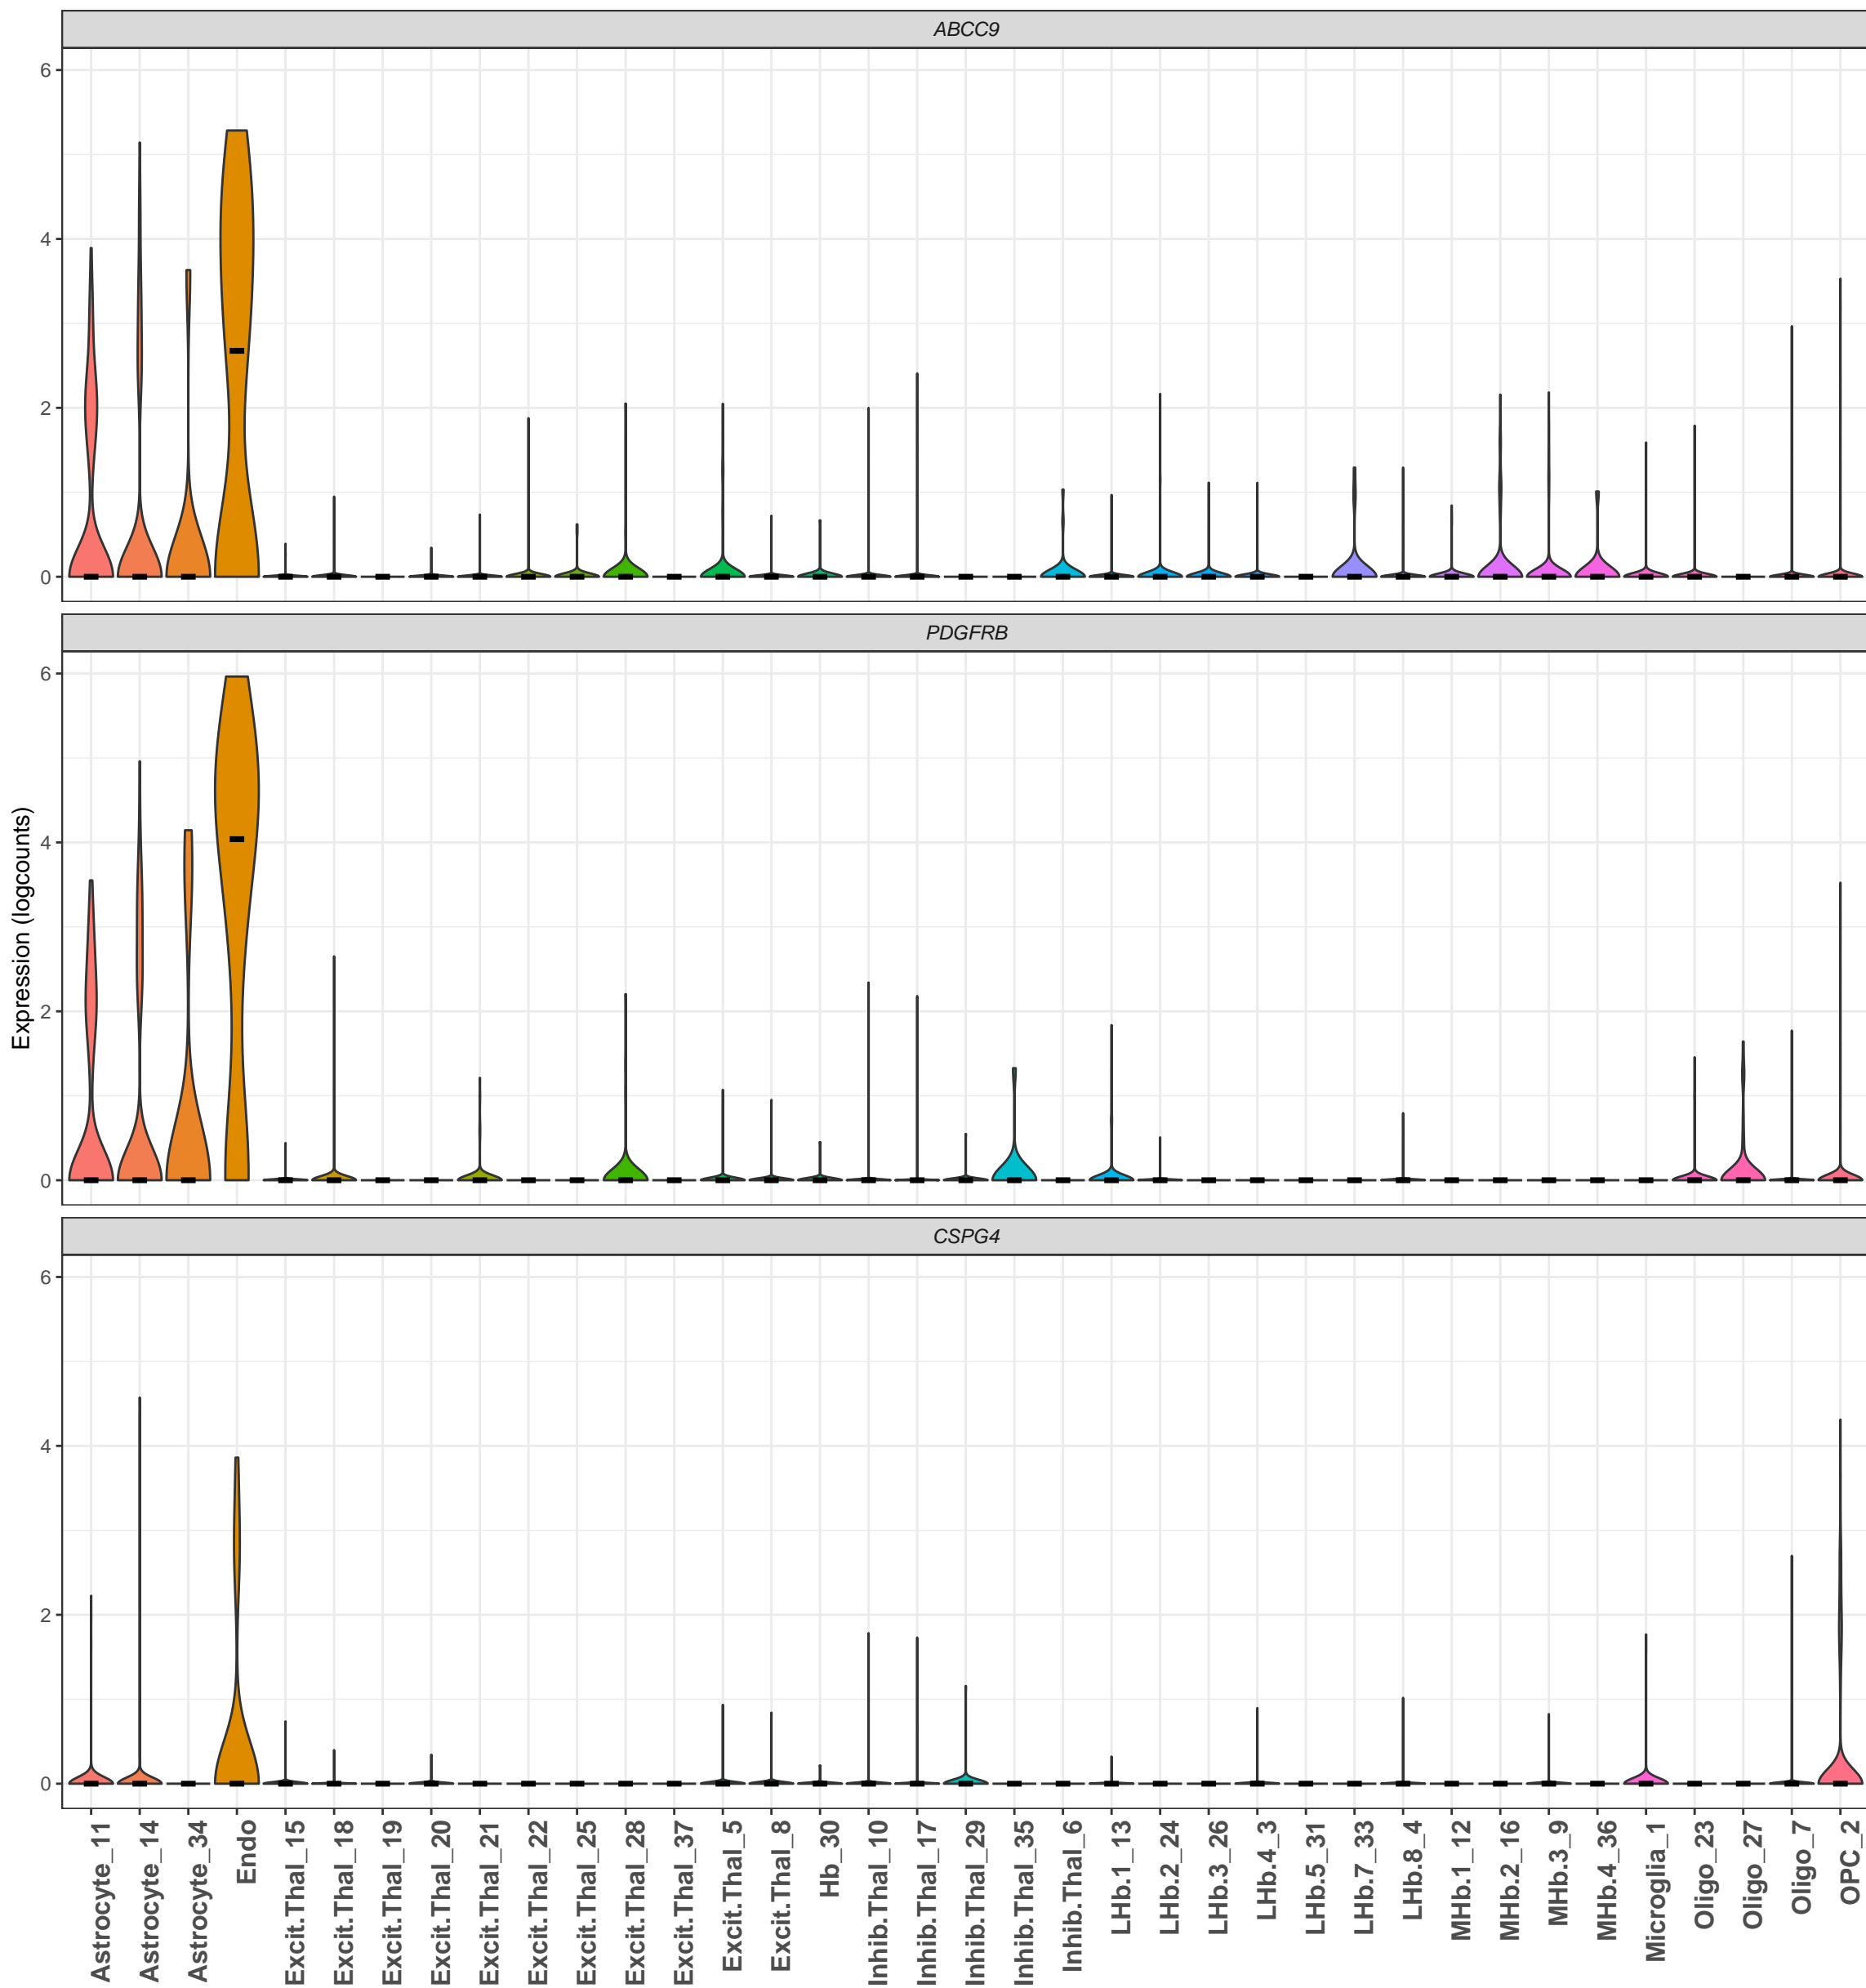 ABCC9
6
4
2
0
PDGFRB
6
4
2
0
Expression (logcounts)
CSPG4
6
4
2
0
Astrocyte_11
Astrocyte_14
Astrocyte_34
Endo
Excit.Thal_15
Excit.Thal_18
Excit.Thal_19
Excit.Thal_20
Excit.Thal_21
Excit.Thal_22
Excit.Thal_25
Excit.Thal_28
Excit.Thal_37
Excit.Thal_5
Excit.Thal_8
Hb_30
Inhib.Thal_10
Inhib.Thal_17
Inhib.Thal_29
Inhib.Thal_35
Inhib.Thal_6
LHb.1_13
LHb.2_24
LHb.3_26
LHb.4_3
LHb.5_31
LHb.7_33
LHb.8_4
MHb.1_12
MHb.2_16
MHb.3_9
MHb.4_36
Microglia_1
Oligo_23
Oligo_27
Oligo_7
OPC_2